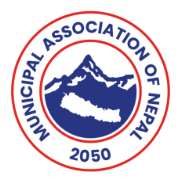 MUNICIPAL ASSOCIATION OF NEPAL
2050